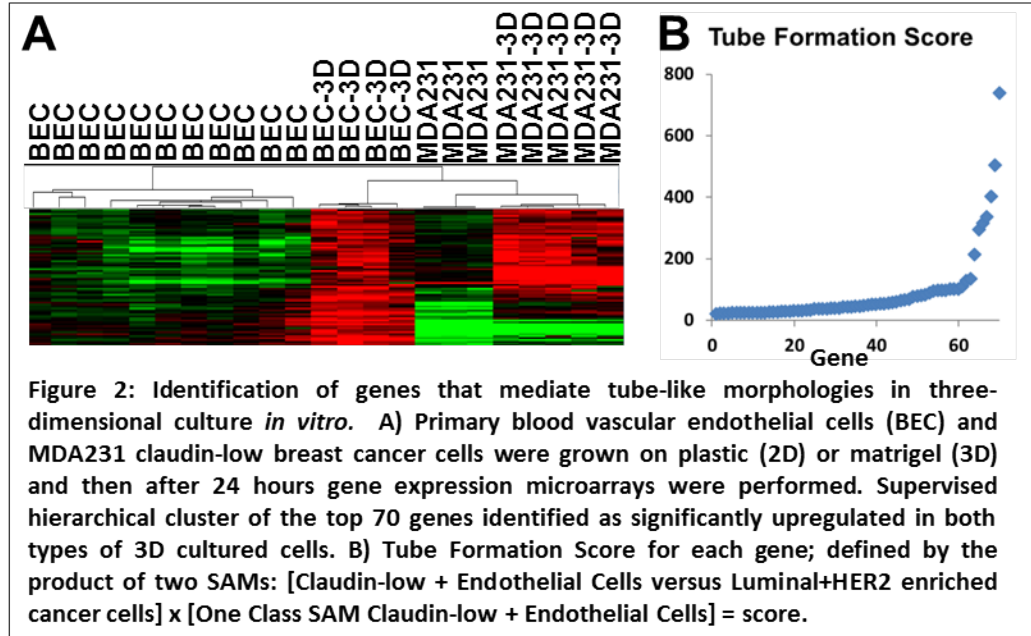 A
BEC
BEC
BEC
BEC
BEC
BEC
BEC
BEC
BEC
BEC
BEC
BEC-3D
BEC-3D
BEC-3D
BEC-3D
MDA231
MDA231
MDA231
MDA231-3D
MDA231-3D
MDA231-3D
MDA231-3D
MDA231-3D
B Tube Formation Score
800
600
400
200
0
0 20 40 60
Gene
Figure 2: Identification of genes that mediate tube-like morphologies in three-
dimensional culture in vitro. A) Primary blood vascular endothelial cells (BEC) and
MDA231 claudin-low breast cancer cells were grown on plastic (2D) or matrigel (3D)
and then after 24 hours gene expression microarrays were performed. Supervised
hierarchical cluster of the top 70 genes identified as significantly upregulated in both
types of 3D cultured cells. B) Tube Formation Score for each gene; defined by the
product of two SAMs: [Claudin-low + Endothelial Cells versus Luminal+HER2 enriched
cancer cells] x [One Class SAM Claudin-low + Endothelial Cells] = score.